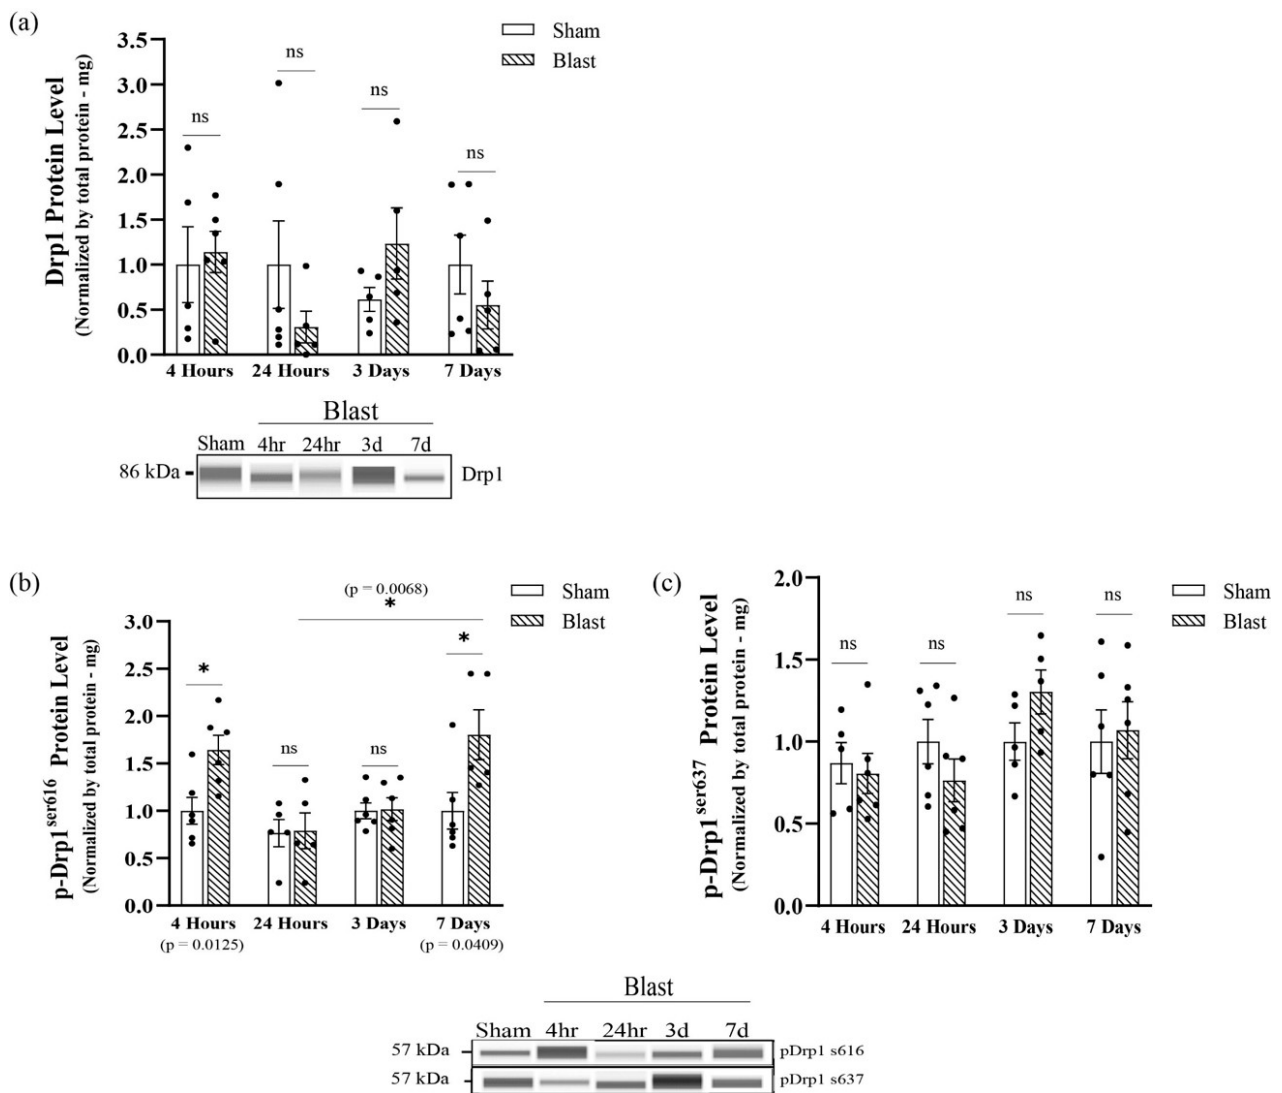 (a)
Sham
Blast
Drp1 Protein Level
(Normalized by total protein - mg)
3.5
3.0
2.5
2.0
1.5
1.0
0.5
0.0
ns
ns
ns
ns
4 Hours 24 Hours 3 Days 7 Days
Blast
Sham 4hr 24hr 3d 7d
86 kDa
Drp1
(b)
(p = 0.0068)
*
Sham
Blast
p-Drp1ser616 Protein Level
(Normalized by total protein - mg)
3.0
2.5
2.0
1.5
1.0
0.5
0.0
*
ns
ns
*
4 Hours 24 Hours 3 Days 7 Days
(p = 0.0125) (p = 0.0409)
(c)
Sham
Blast
p-Drp1ser637 Protein Level
(Normalized by total protein - mg)
2.0
1.5
1.0
0.5
0.0
ns
ns
ns
ns
4 Hours 24 Hours 3 Days 7 Days
Blast
Sham 4hr 24hr 3d 7d
57 kDa
pDrp1 s616
57 kDa
pDrp1 s637